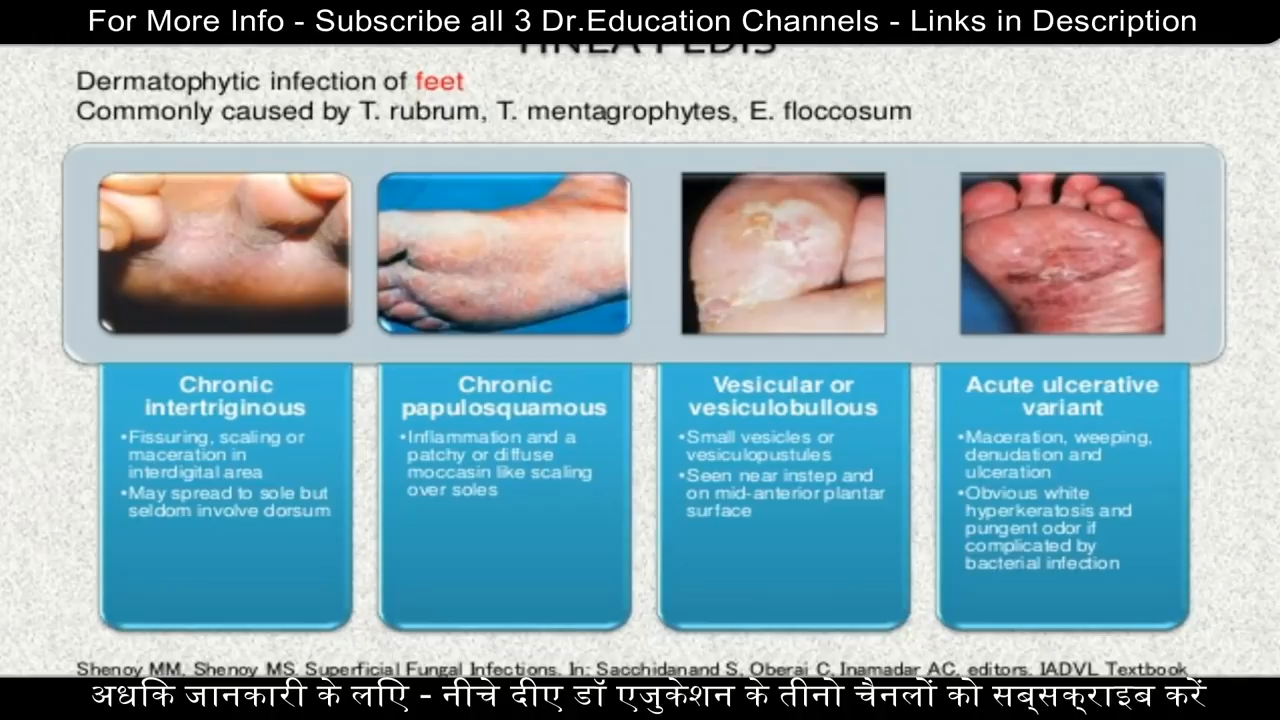 For More Info - Subscribe all 3 Dr.Education Channels - Links in Description
TINEA PEDIS
Dermatophytic infection of feet
Commonly caused by T. rubrum, T. mentagrophytes, E. floccosum
Chronic
intertriginous
•Fissuring, scaling or
maceration in
interdigital area
•May spread to sole but
seldom involve dorsum
Chronic
papulosquamous
•Inflammation and a
patchy or diffuse
moccasin like scaling
over soles
Vesicular or
vesiculobullous
•Small vesicles or
vesiculopustules
•Seen near instep and
on mid-anterior plantar
surface
Acute ulcerative
variant
•Maceration, weeping,
denudation and
ulceration
•Obvious white
hyperkeratosis and
pungent odor if
complicated by
bacterial infection
Shenoy MM, Shenoy MS. Superficial Fungal Infections. In: Sacchidanand S, Oberai C, Inamadar AC, editors. IADVL Textbook
अधकि जानकारी के लएि - नीचे दीए डॉ एजुकेशन के तीनो चैनलों को सब्सक्राइब करें